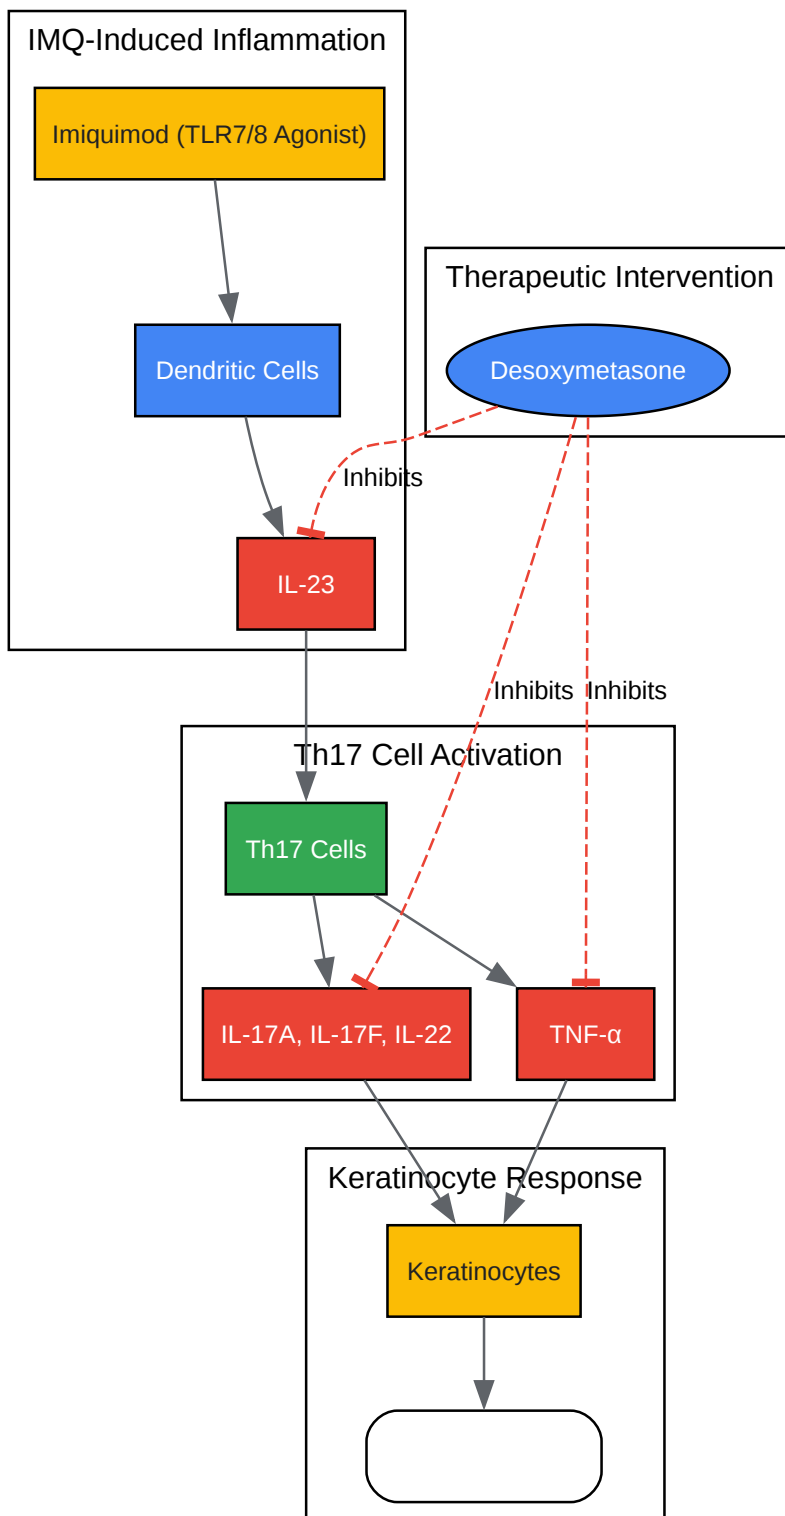 IMQ-Induced Inflammation
Imiquimod (TLR7/8 Agonist)
Therapeutic Intervention
Dendritic Cells
Desoxymetasone
Inhibits
IL-23
Inhibits
Inhibits
Th17 Cell Activation
Th17 Cells
IL-17A, IL-17F, IL-22
TNF-α
Keratinocyte Response
Keratinocytes